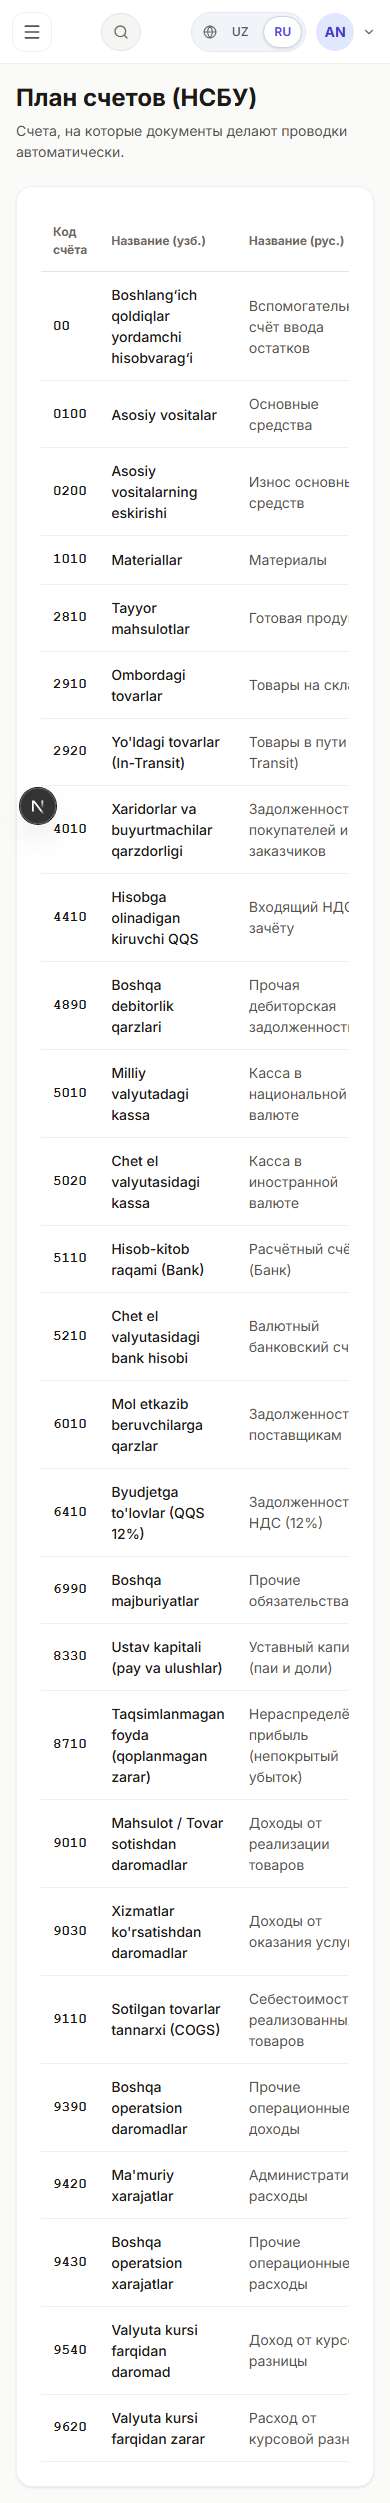 UZ RU AN
План счетов (НСБУ)
Счета, на которые документы делают проводки
автоматически.
Код счёта Название (узб.) Название (рус.)
00 Boshlangʻich qoldiqlar yordamchi hisobvaragʻi Вспомогательн счёт ввода остатков
0100 Asosiy vositalar Основные средства
0200 Asosiy vositalarning eskirishi Износ основнь средств
1010 Materiallar Материалы
2810 Tayyor mahsulotlar Готовая проду
2910 Ombordagi tovarlar Товары на скл
2920 Yo'ldagi tovarlar (In-Transit) Товары в пути Transit)
N
4010 Xaridorlar va buyurtmachilar qarzdorligi Задолженност покупателей и заказчиков
4410 Hisobga olinadigan kiruvchi QQS Входящий НДС зачёту
4890 Boshqa debitorlik qarzlari Прочая дебиторская задолженност
5010 Milliy valyutadagi kassa Касса в национальной валюте
5020 Chet el valyutasidagi kassa Касса в иностранной валюте
5110 Hisob-kitob raqami (Bank) Расчётный счё (Банк)
5210 Chet el valyutasidagi bank hisobi Валютный банковский сч
6010 Mol etkazib beruvchilarga qarzlar Задолженност поставщикам
6410 Byudjetga to'lovlar (QQS 12%) Задолженност НДС (12%)
6990 Boshqa majburiyatlar Прочие обязательства
8330 Ustav kapitali (pay va ulushlar) Уставный капи (паи и доли)
8710 Taqsimlanmagan foyda (qoplanmagan zarar) Нераспределё прибыль (непокрытый убыток)
9010 Mahsulot / Tovar sotishdan daromadlar Доходы от реализации товаров
9030 Xizmatlar ko'rsatishdan daromadlar Доходы от оказания услу
9110 Sotilgan tovarlar tannarxi (COGS) Себестоимост реализованны товаров
9390 Boshqa operatsion daromadlar Прочие операционные доходы
9420 Ma'muriy xarajatlar Администрати расходы
9430 Boshqa operatsion xarajatlar Прочие операционные расходы
9540 Valyuta kursi farqidan daromad Доход от курс разницы
9620 Valyuta kursi farqidan zarar Расход от курсовой разн